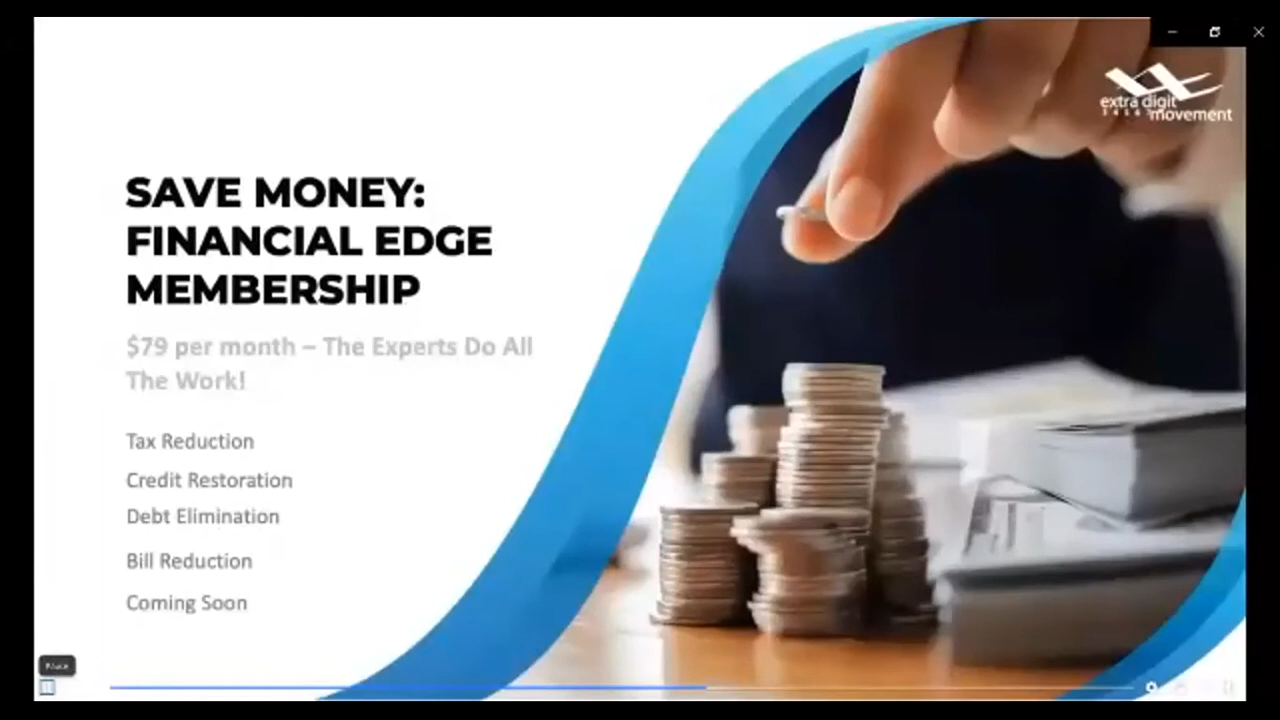 extra digit
movement
SAVE MONEY:
FINANCIAL EDGE
MEMBERSHIP
$79 per month – The Experts Do All
The Work!
Tax Reduction
Credit Restoration
Debt Elimination
Bill Reduction
Coming Soon